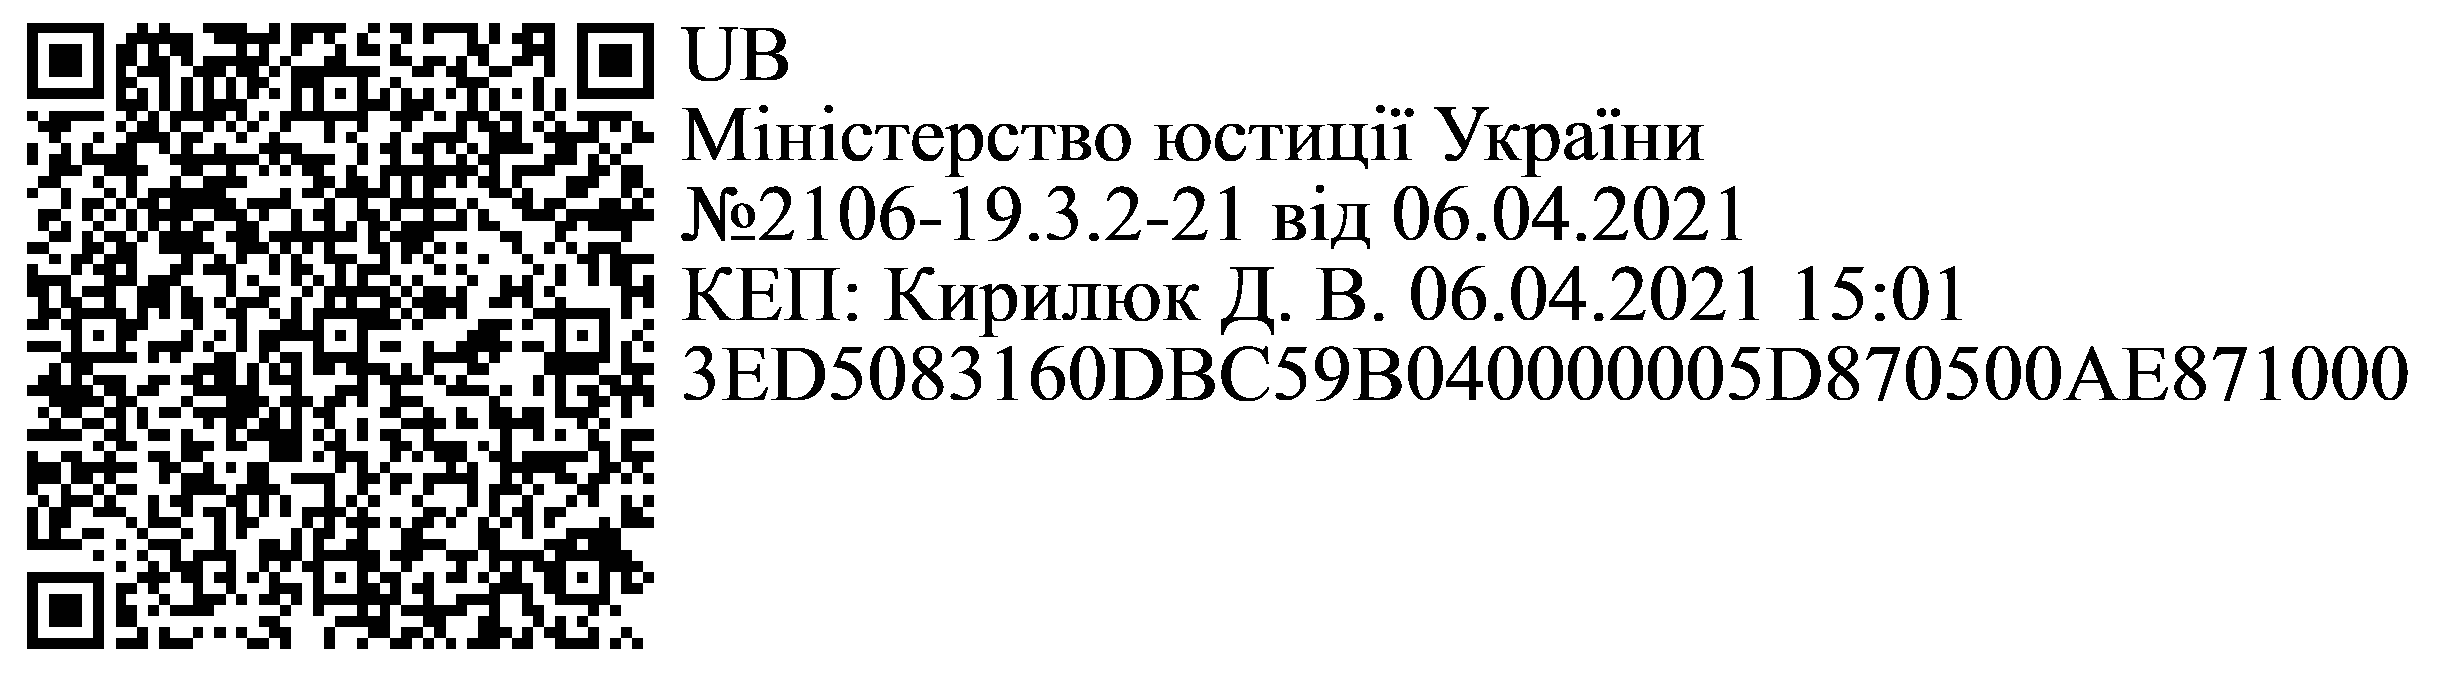 UB
Міністерство юстиції України
№2106-19.3.2-21 від 06.04.2021
КЕП: Кирилюк Д. В. 06.04.2021 15:01
3ED5083160DBC59B040000005D870500AE871000